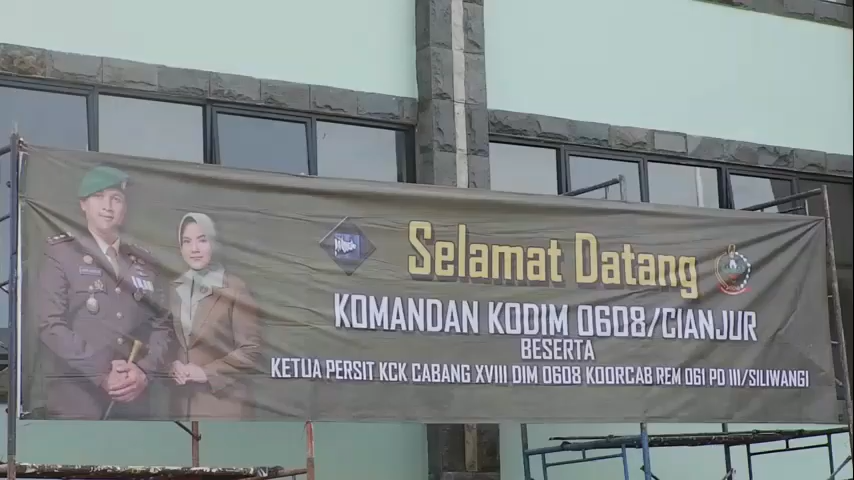 Selamat Datang
KOMANDAN KODIM 0608/CIANJUR
BESERTA
KETUA PERSIT KCK CABANG XVIII DIM 0608 KOORCAB REM 061 PD III/SILIWANGI